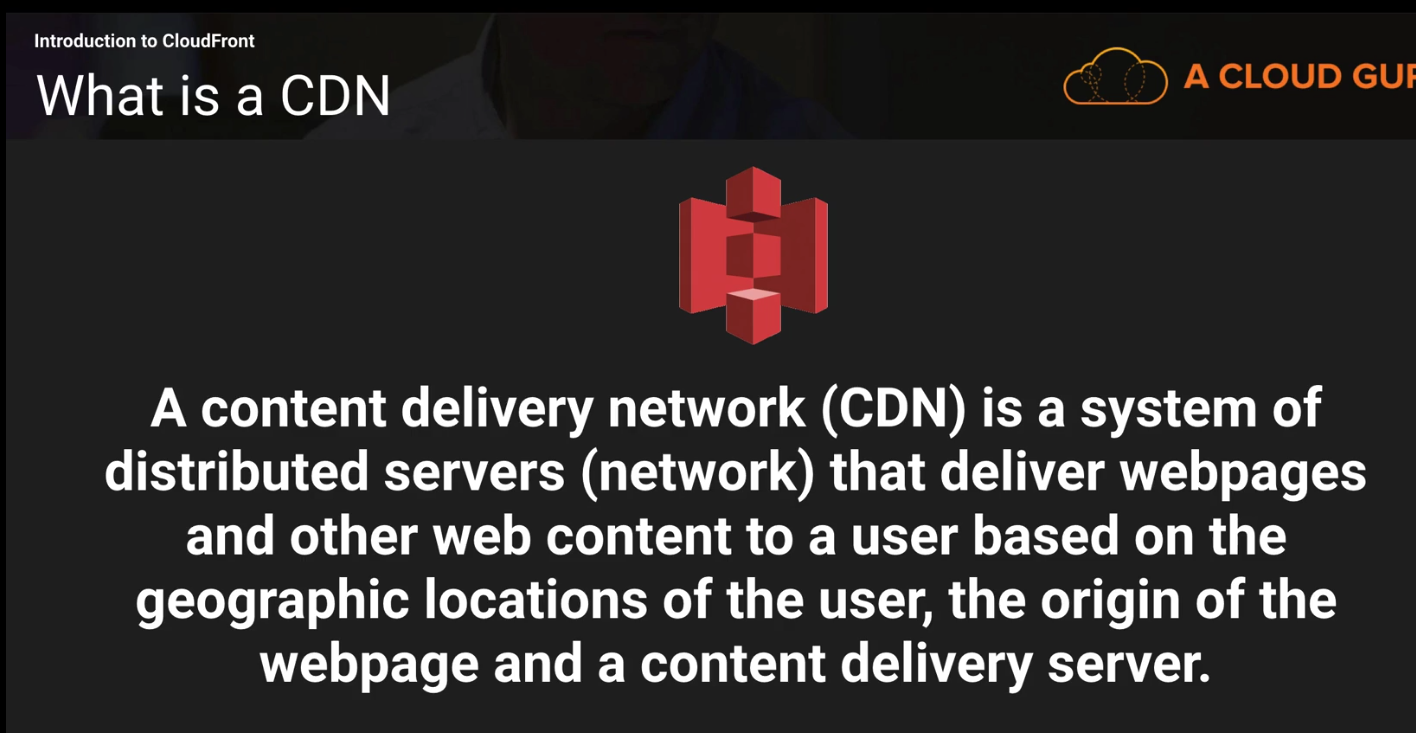 Introduction to CloudFront
What is a CDN
A CLOUD
A content delivery network (CDN) is a system of
distributed servers (network) that deliver webpages
and other web content to a user based on the
geographic locations of the user, the origin of the
webpage and a content delivery server.